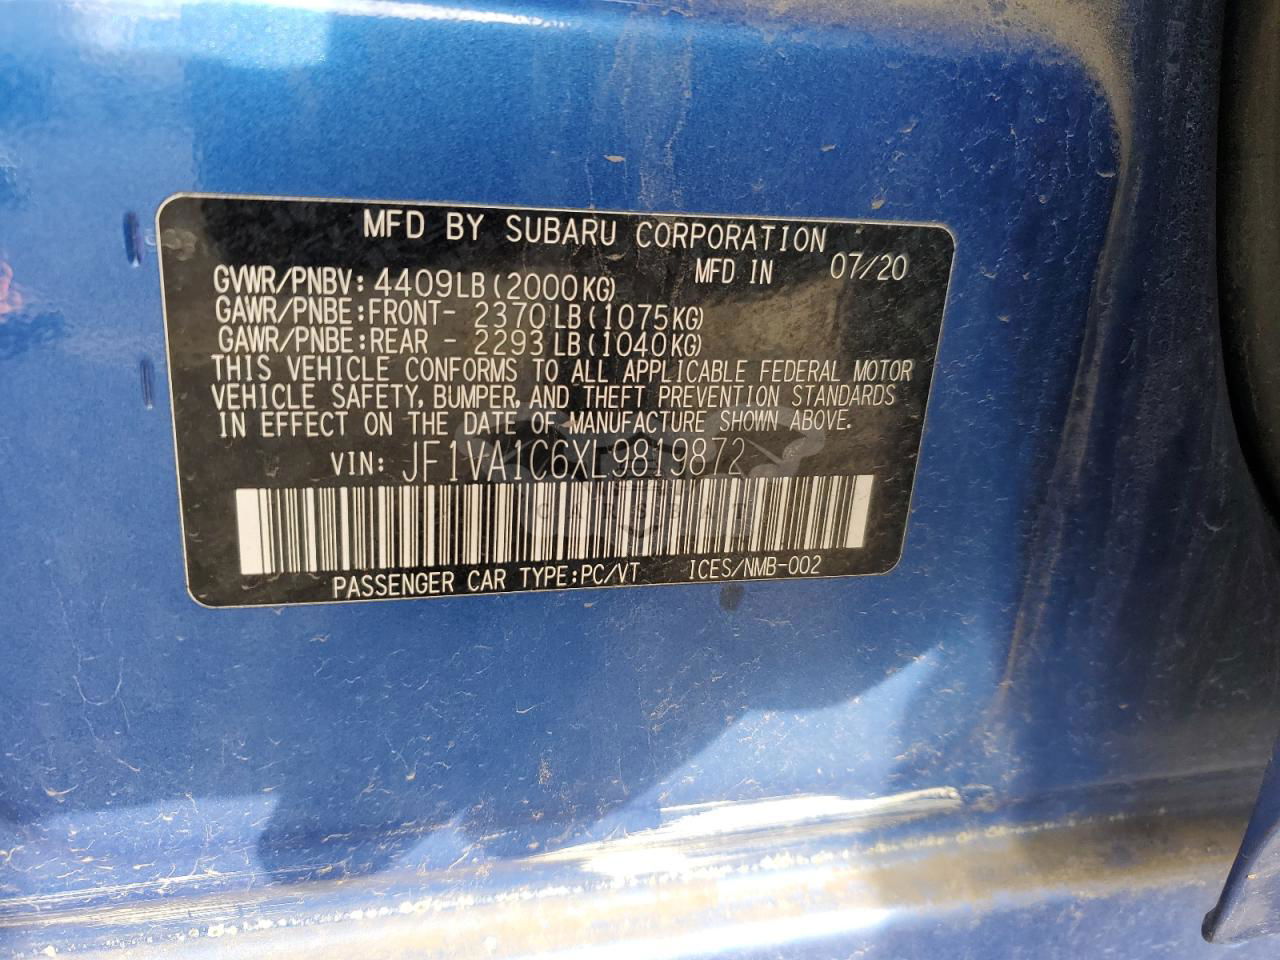 MFD BY SUBARU CORPORATION
GVWR/PNBV: 4409LB(2000KG) MFD IN 07/20
GAWR/PNBE:FRONT- 2370LB(1075KG)
GAWR/PNBE:REAR - 2293LB(1040KG)
THIS VEHICLE CONFORMS TO ALL APPLICABLE FEDERAL MOTOR
VEHICLE SAFETY, BUMPER, AND THEFT PREVENTION STANDARDS
IN EFFECT ON THE DATE OF MANUFACTURE SHOWN ABOVE.
VIN: JF1VA1C6XL9819872
PASSENGER CAR TYPE:PC/VT ICES/NMB-002